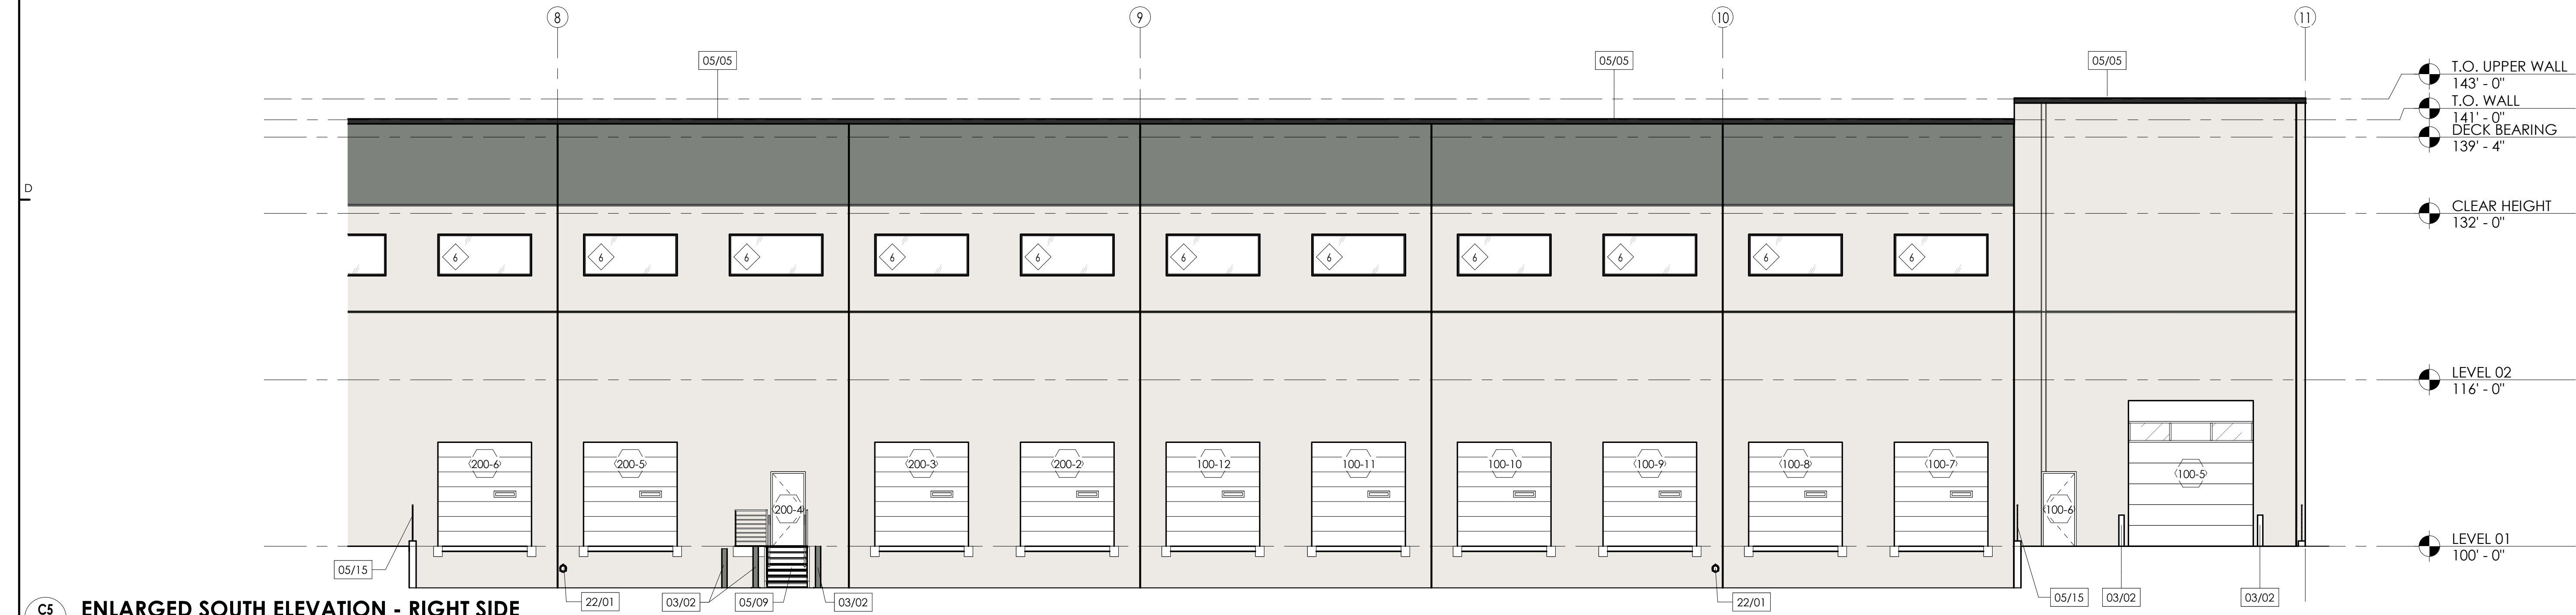 8
9
10
11
05/05
05/05
05/05
T.O. UPPER WALL
143' - 0"
T.O. WALL
141' - 0"
DECK BEARING
139' - 4"
D
CLEAR HEIGHT
132' - 0"
6
6
6
6
6
6
6
6
6
6
6
LEVEL 02
116' - 0"
200-6
200-5
200-3
200-2
100-12
100-11
100-10
100-9
100-8
100-7
100-5
200-4
100-6
LEVEL 01
100' - 0"
05/15
22/01
03/02
05/09
03/02
22/01
05/15
03/02
03/02
C5
ENLARGED SOUTH ELEVATION - RIGHT SIDE